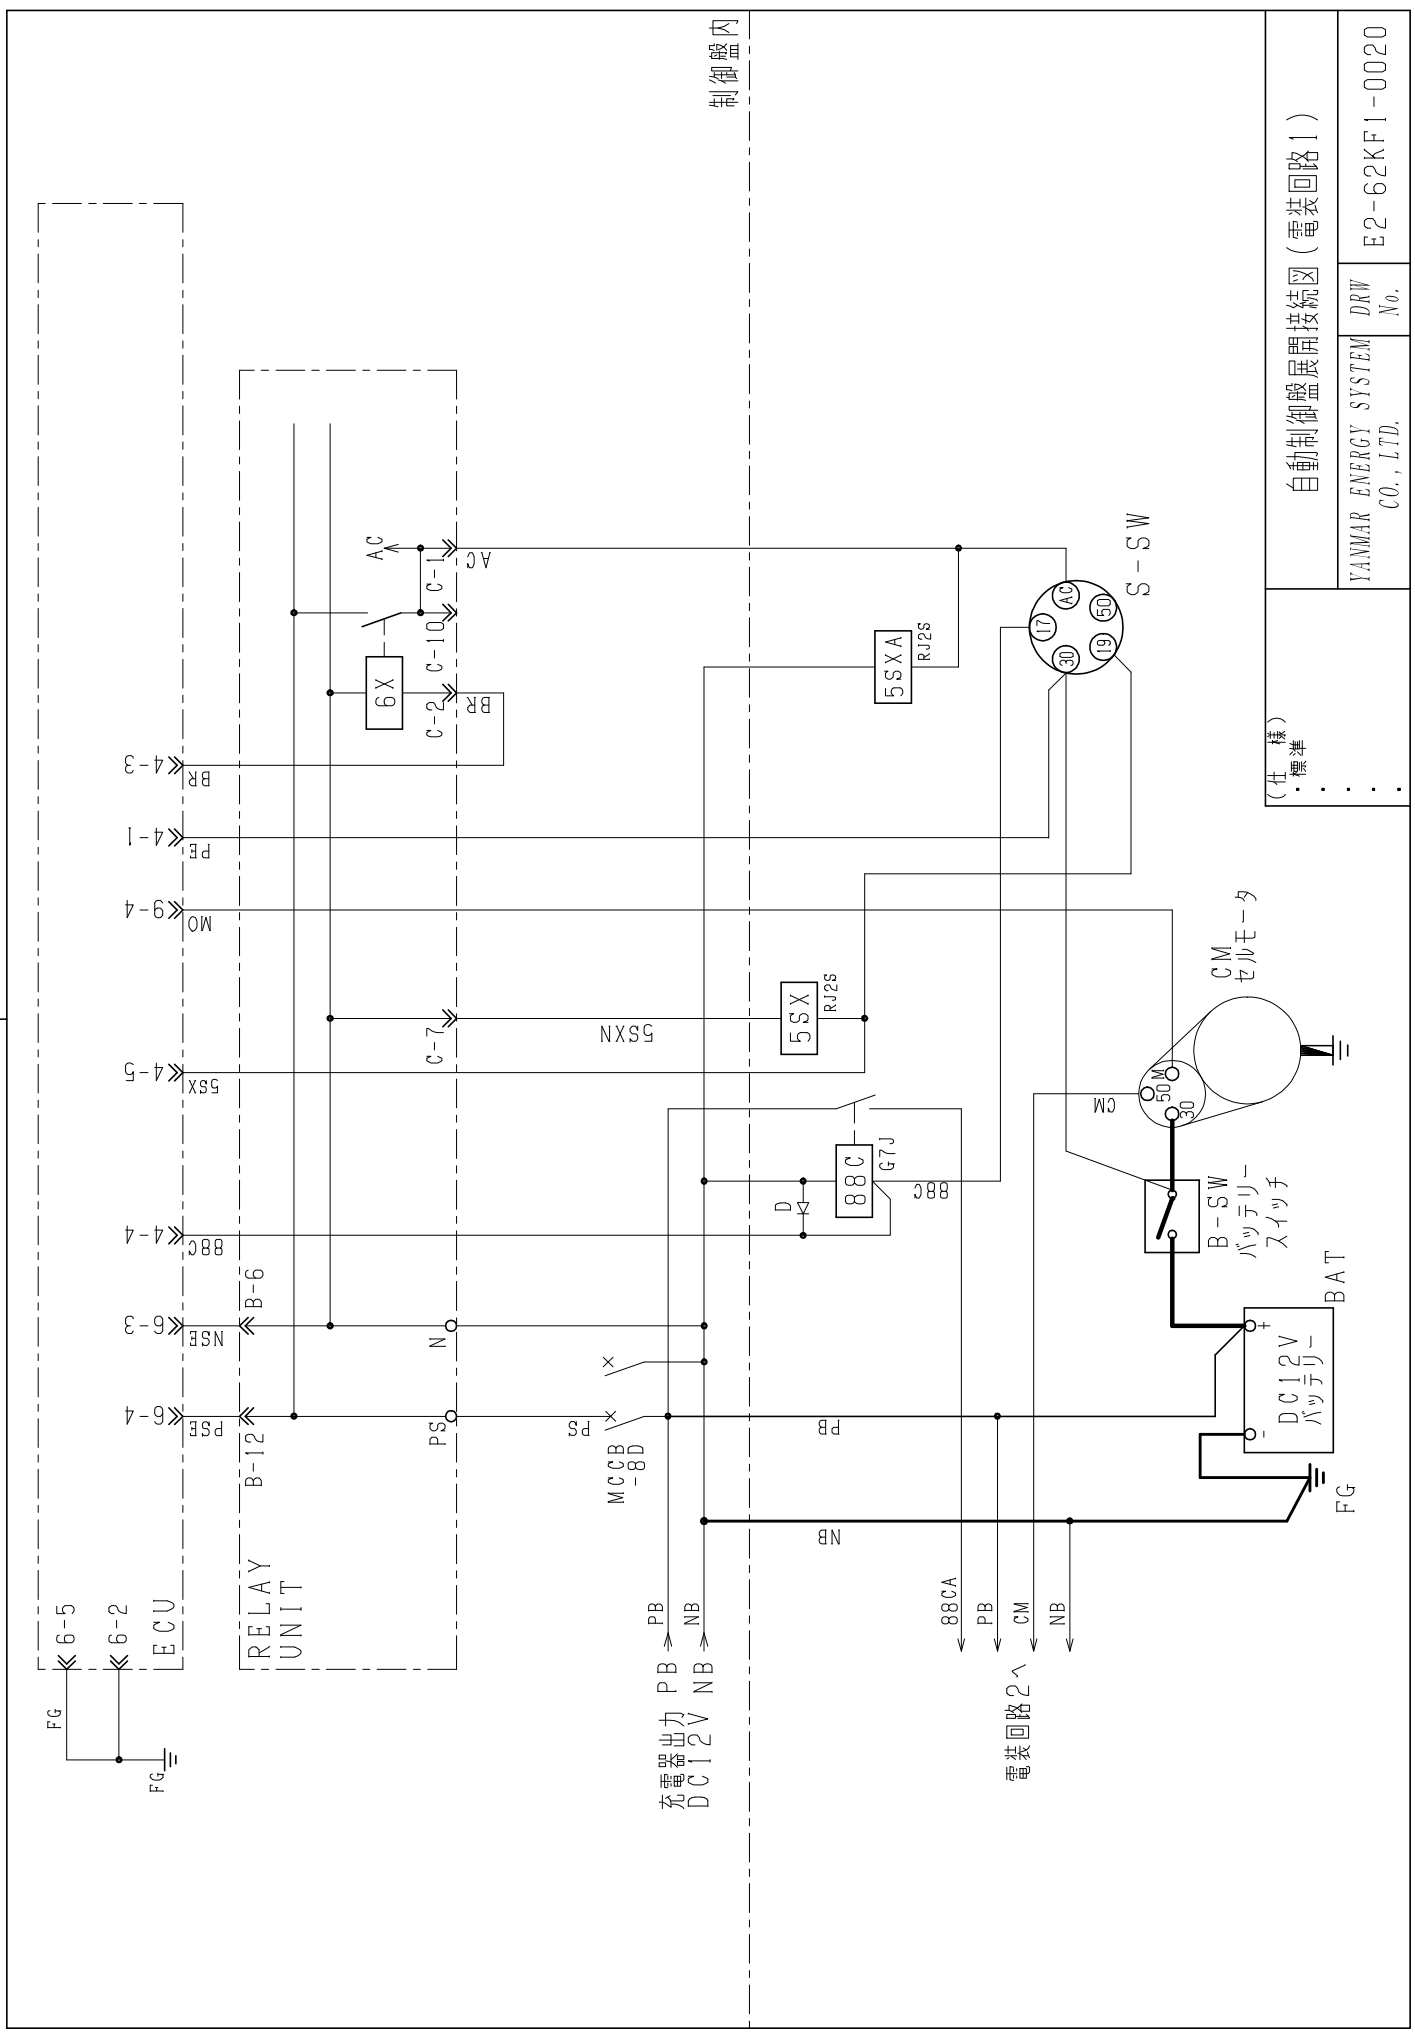 制御盤内
FG
6-5
6-2
FG
ECU
6-4
6-3
4-4
4-5
9-4
4-1
4-3
PSE
NSE
88C
5SX
MO
PE
BR
RELAY
UNIT
B-12
B-6
PS
N
C-7
C-2
C-10
C-1
6X
AC
BR
AC
PS
MCCB
-8D
5SXN
充電器出力
DC12V
PB
NB
PB
NB
D
88C
G7J
88C
5SX
RJ2S
5SXA
RJ2S
PB
NB
電装回路2へ
88CA
PB
CM
NB
17
AC
30
50
19
S-SW
CM
50
M
30
CM
セルモータ
B-SW
バッテリー
スイッチ
BAT
DC12V
バッテリー
+
-
FG
(仕 様)
・標準
・
・
・
・
自動制御盤展開接続図(電装回路1)
YANMAR ENERGY SYSTEM
CO., LTD.
DRW
No.
E2-62KF1-0020